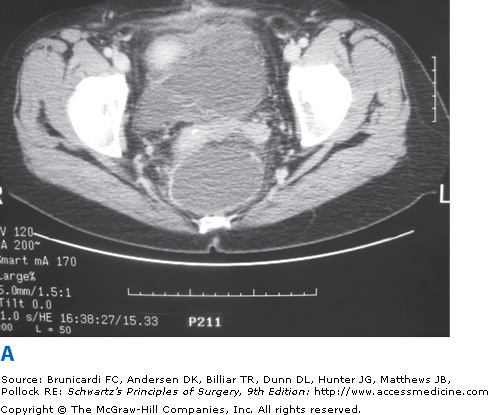 R
L
V 120
A 200~
Smart mA 170
Large%
5.0mm/1.5:1
Tilt 0.0
1.0 s/HE 16:38:27/15.33 P211
L = 50
A
Source: Brunicardi FC, Andersen DK, Billiar TR, Dunn DL, Hunter JG, Matthews JB,
Pollock RE: Schwartz's Principles of Surgery, 9th Edition: http://www.accessmedicine.com
Copyright © The McGraw-Hill Companies, Inc. All rights reserved.